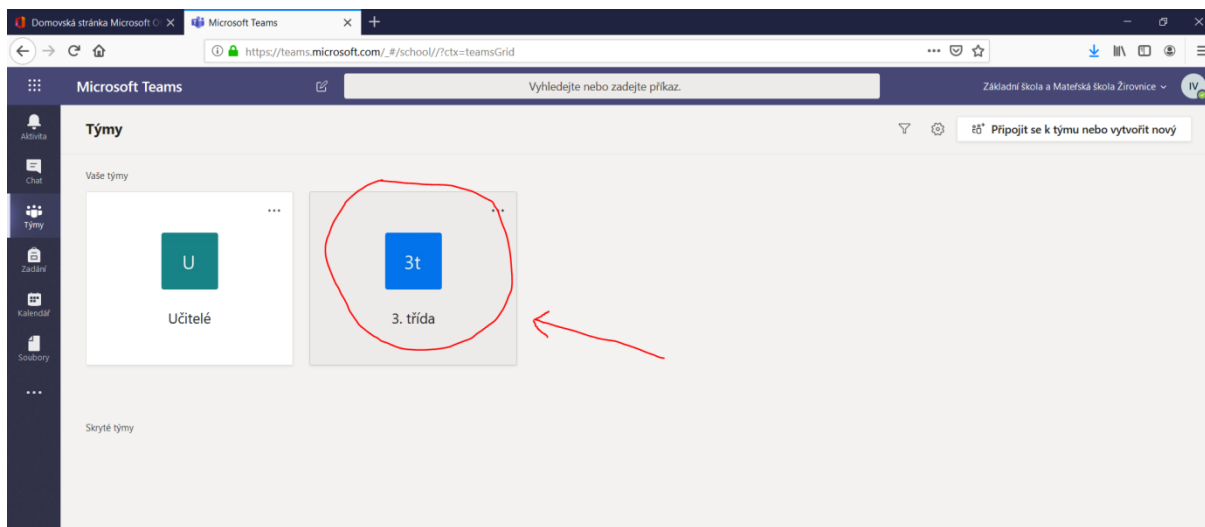 Domovská stránka Microsoft O
Microsoft Teams
https://teams.microsoft.com/_#/school//?ctx=teamsGrid
Microsoft Teams
Vyhledejte nebo zadejte příkaz.
Základní škola a Mateřská škola Žirovnice
IV
Aktivita
Týmy
Připojit se k týmu nebo vytvořit nový
Chat
Vaše týmy
Týmy
U
3t
Zadání
Učitelé
3. třída
Kalendář
Soubory
Skryté týmy